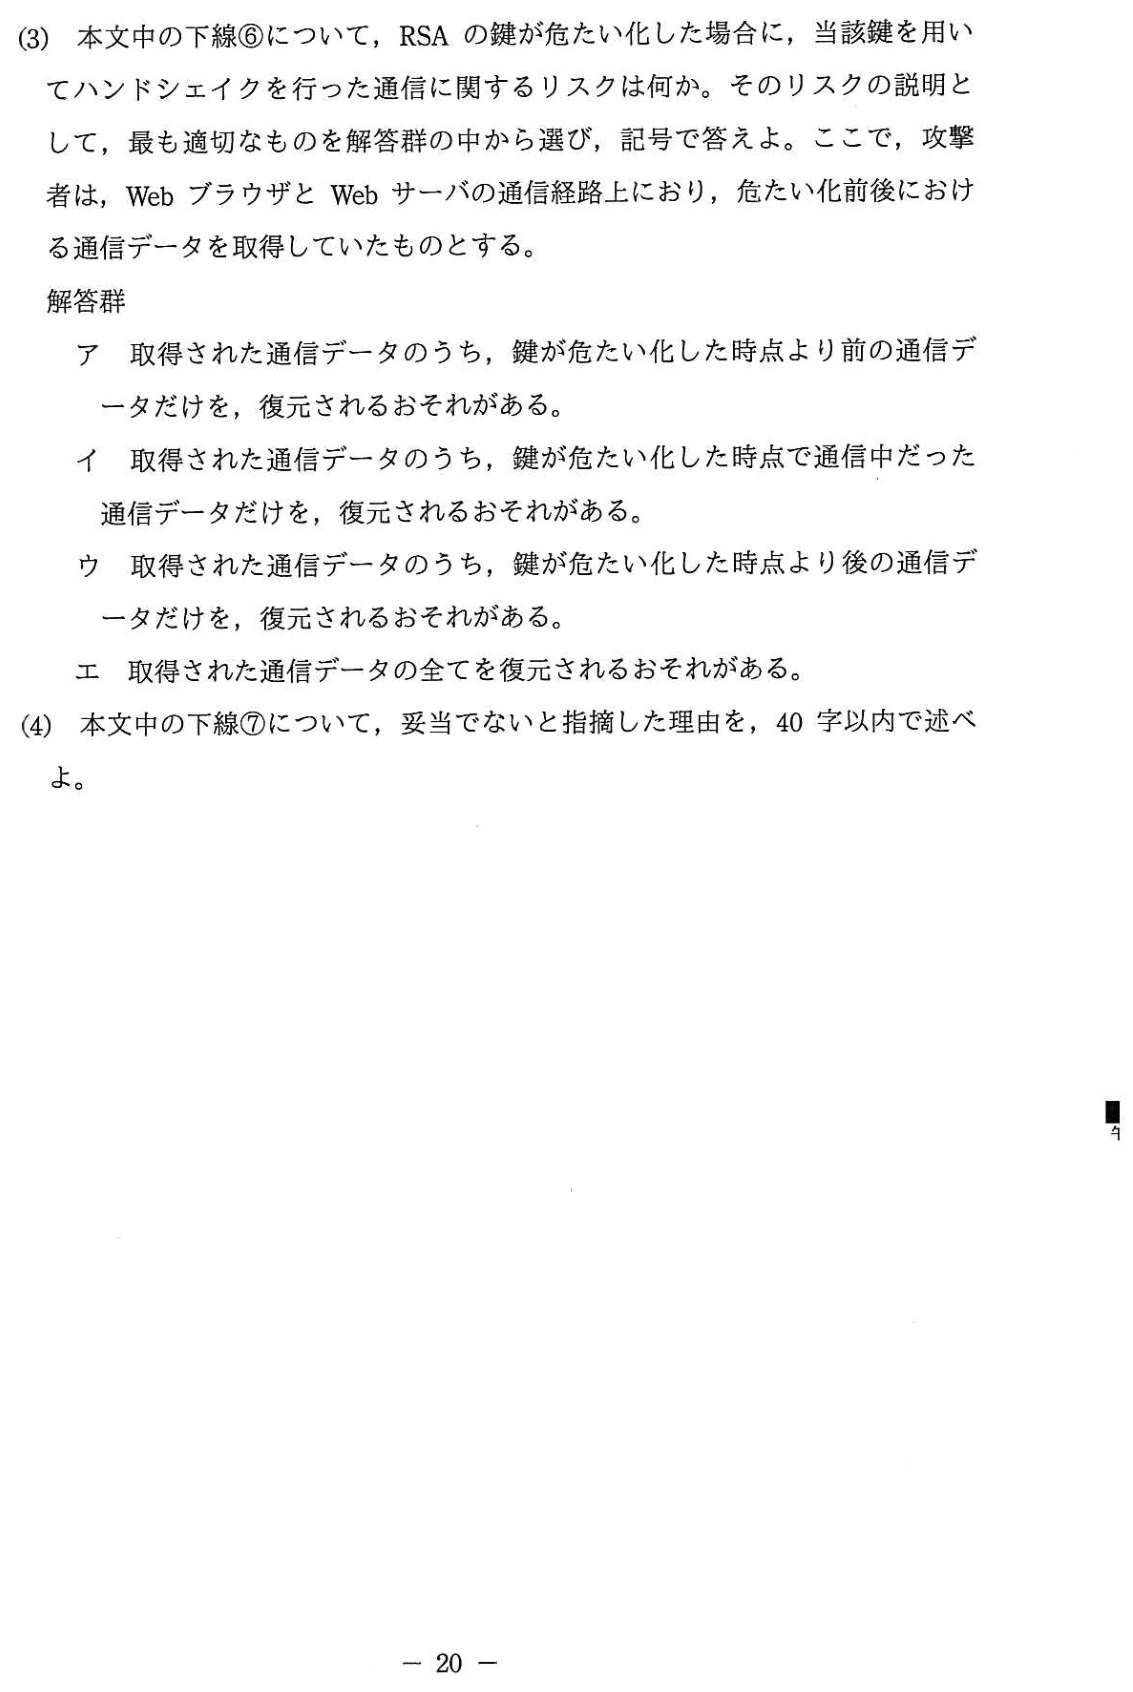 (3) 本文中の下線⑥について，RSA の鍵が危たい化した場合に，当該鍵を用い
てハンドシェイクを行った通信に関するリスクは何か。そのリスクの説明と
して，最も適切なものを解答群の中から選び，記号で答えよ。ここで，攻撃
者は，Web ブラウザと Web サーバの通信経路上におり，危たい化前後におけ
る通信データを取得していたものとする。
解答群
ア　取得された通信データのうち，鍵が危たい化した時点より前の通信デ
ータだけを，復元されるおそれがある。
イ　取得された通信データのうち，鍵が危たい化した時点で通信中だった
通信データだけを，復元されるおそれがある。
ウ　取得された通信データのうち，鍵が危たい化した時点より後の通信デ
ータだけを，復元されるおそれがある。
エ　取得された通信データの全てを復元されるおそれがある。
(4) 本文中の下線⑦について，妥当でないと指摘した理由を，40 字以内で述べ
よ。
－ 20 －